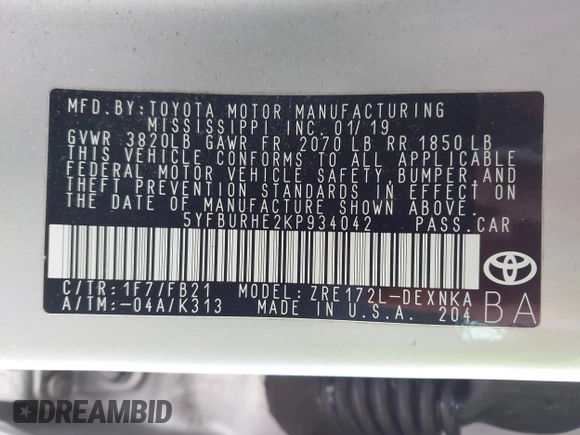 MFD. BY: TOYOTA MOTOR MANUFACTURING
MISSISSIPPI INC. 01/19
GVWR 3820LB GAWR FR 2070 LB RR 1850 LB
THIS VEHICLE CONFORMS TO ALL APPLICABLE
FEDERAL MOTOR VEHICLE SAFETY, BUMPER, AND
THEFT PREVENTION STANDARDS IN EFFECT ON
THE DATE OF MANUFACTURE SHOWN ABOVE.
5YFBURHE2KP934042 PASS. CAR
C/TR: 1F7/FB21 MODEL: ZRE172L-DEXNKA
A/TM: -04A/K313 MADE IN U.S.A. 204
BA
DREAMBID